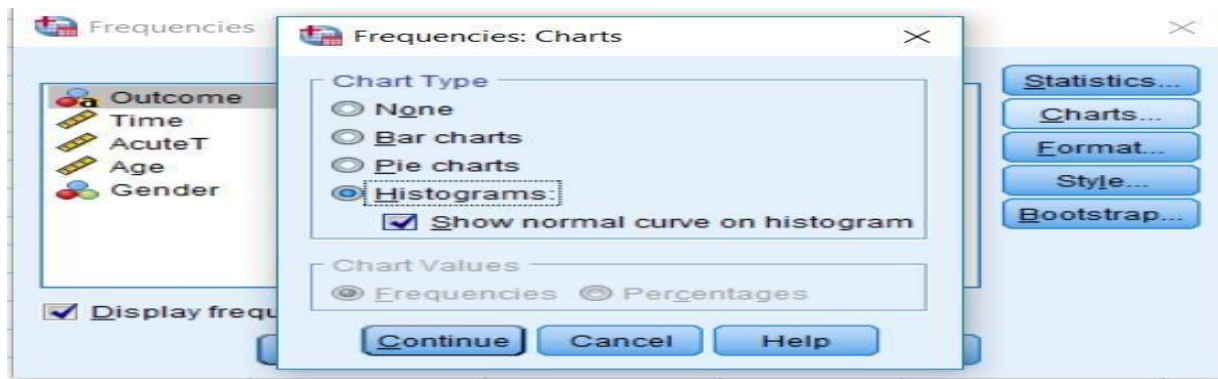 Frequencies
Frequencies: Charts
Outcome
Time
AcuteT
Age
Gender
Display frequ
Chart Type
None
Bar charts
Pie charts
Histograms:
Show normal curve on histogram
Chart Values
Frequencies Percentages
Continue Cancel Help
Statistics...
Charts...
Format...
Style...
Bootstrap...